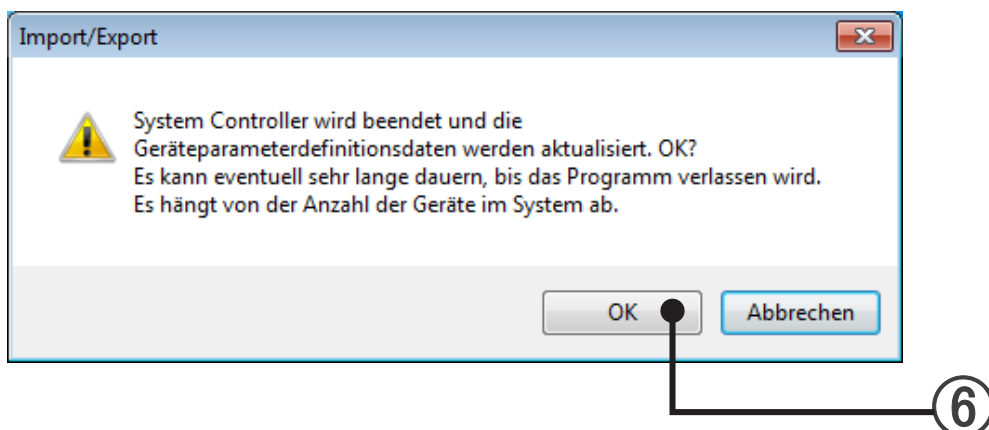 Import/Export
System Controller wird beendet und die
Geräteparameterdefinitionsdaten werden aktualisiert. OK?
Es kann eventuell sehr lange dauern, bis das Programm verlassen wird.
Es hängt von der Anzahl der Geräte im System ab.
OK
Abbrechen
⑥